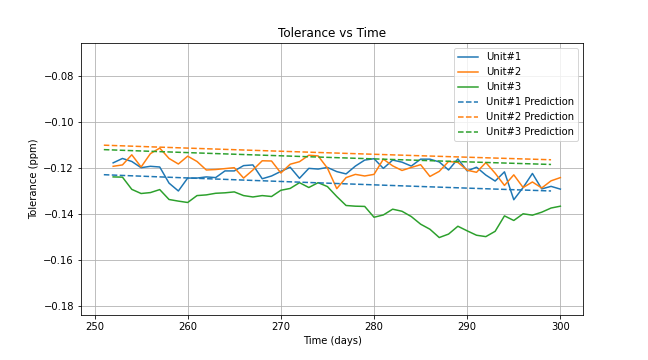 Tolerance vs Time
Unit#1
Unit#2
Unit#3
Unit#1 Prediction
Unit#2 Prediction
Unit#3 Prediction
−0.08
−0.10
−0.12
−0.14
−0.16
−0.18
Tolerance (ppm)
250 260 270 280 290 300
Time (days)